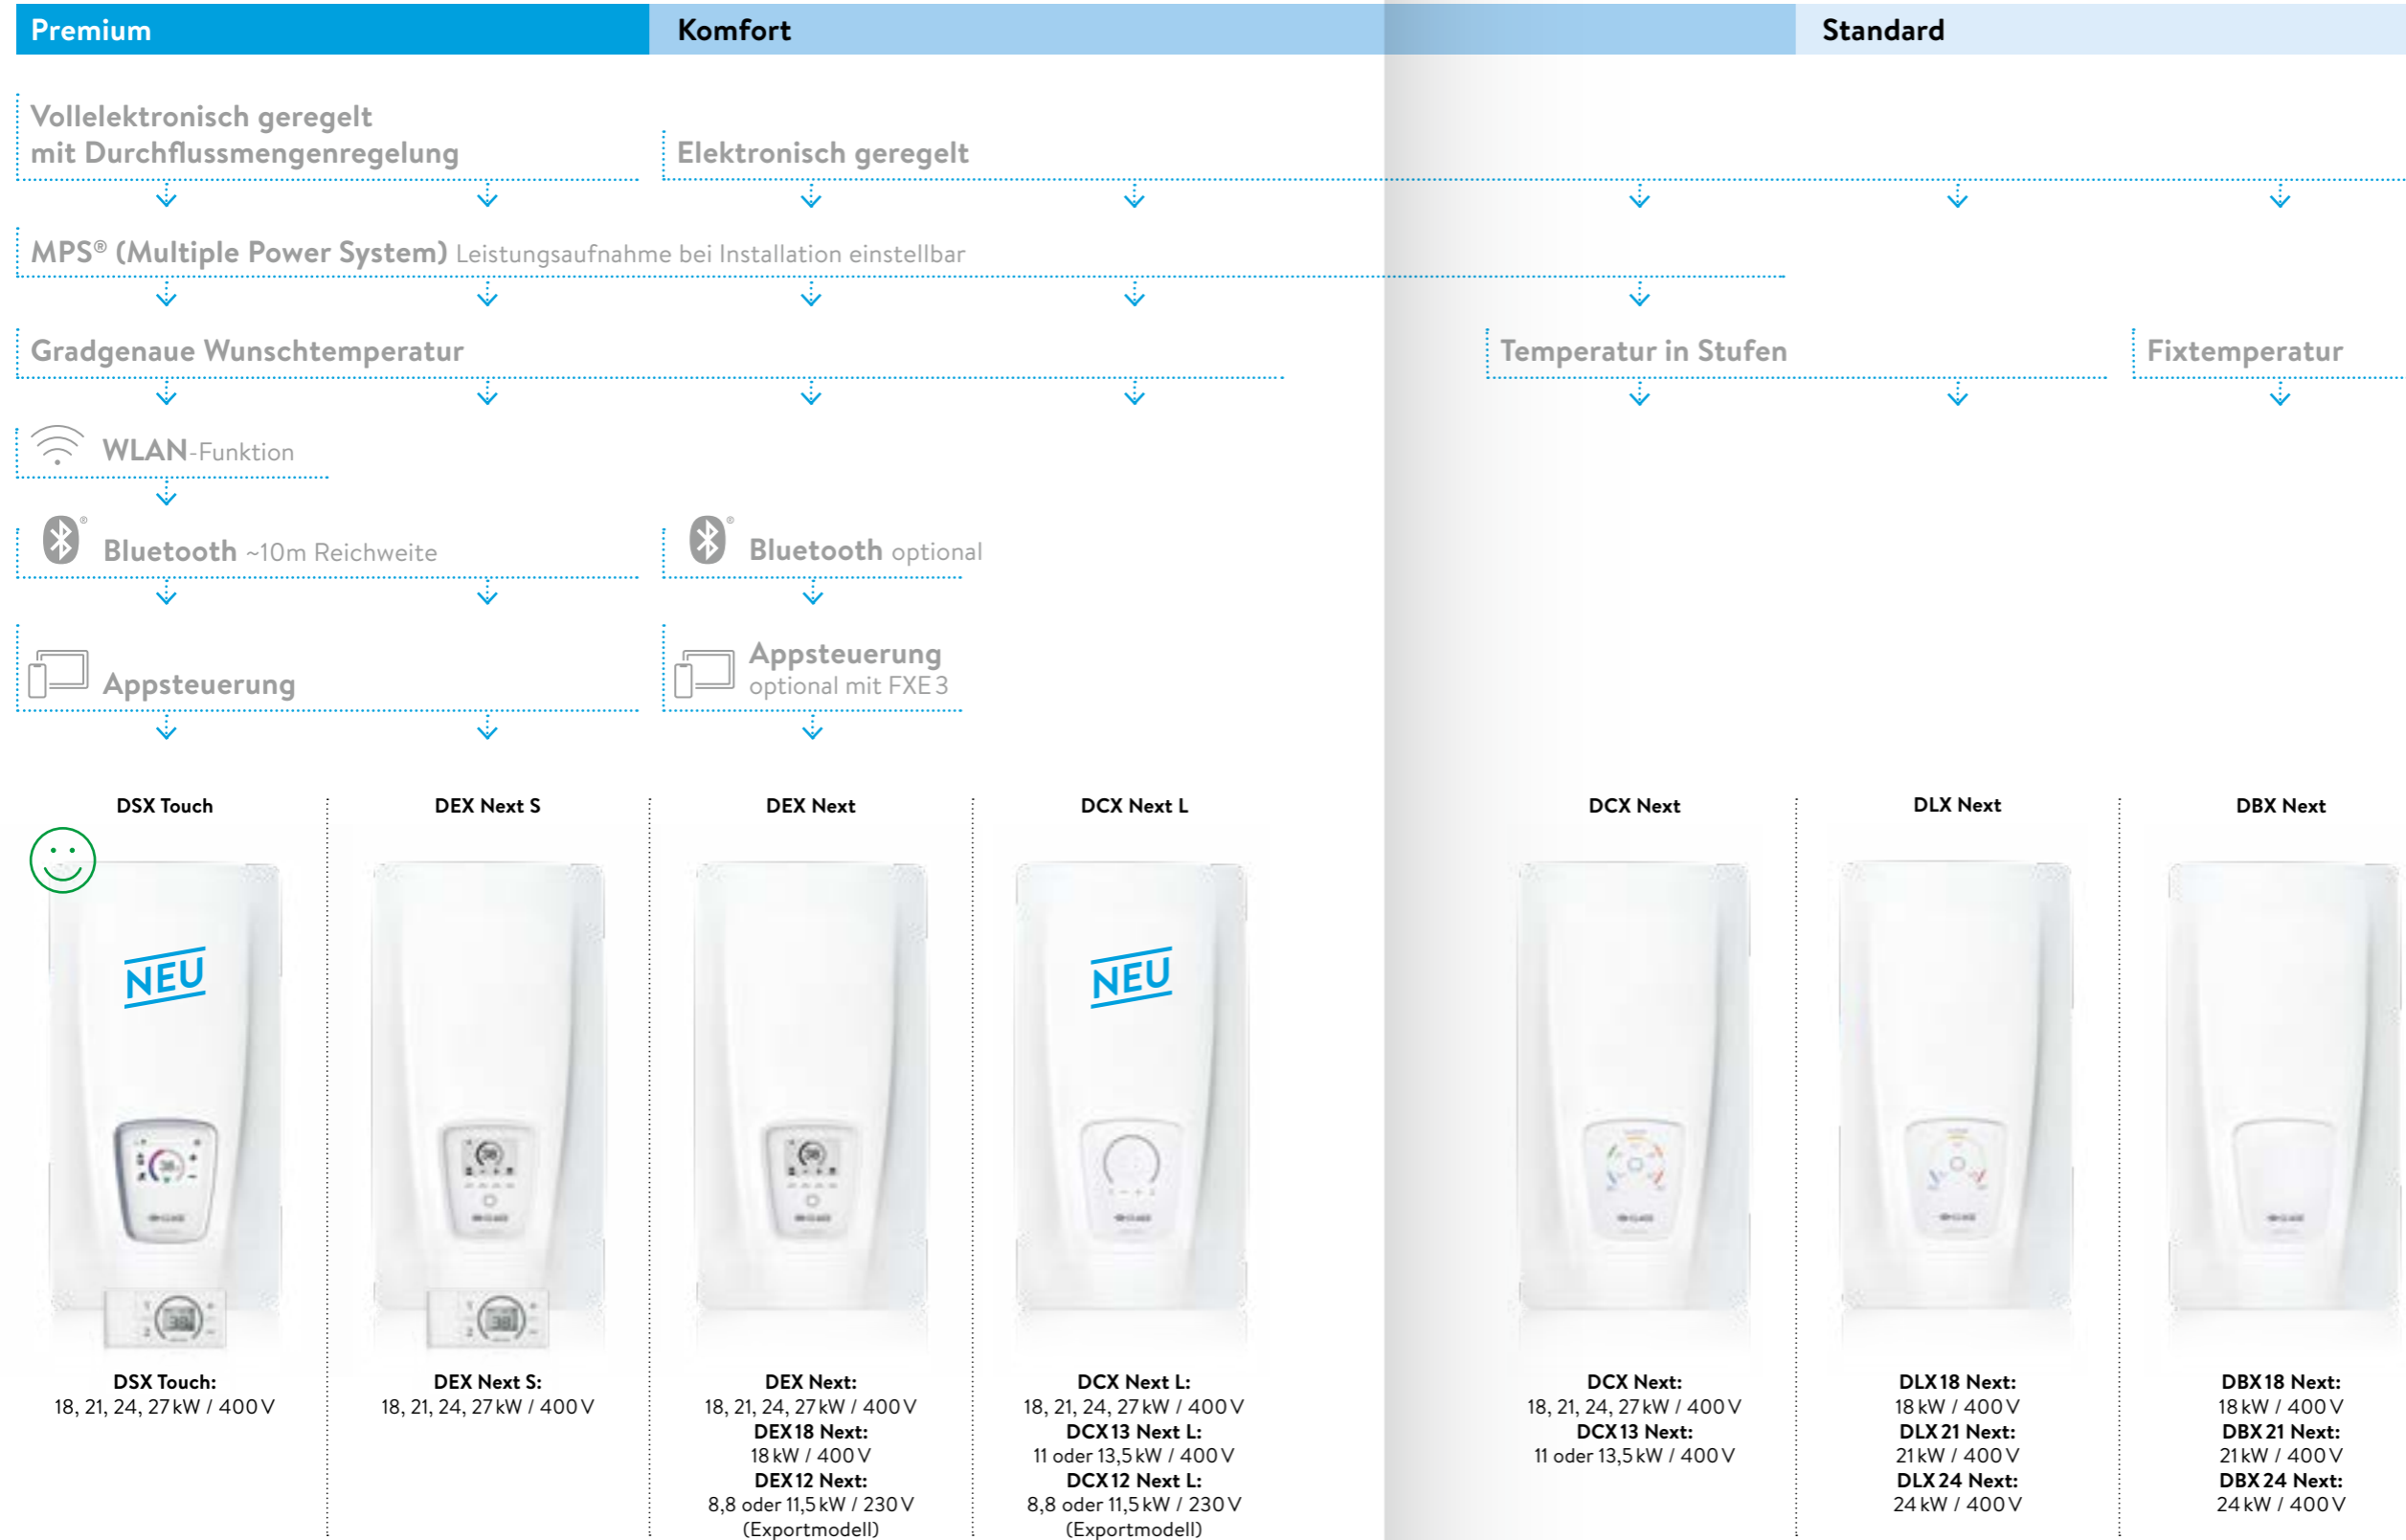 Premium
Komfort
Standard
Vollelektronisch geregelt
mit Durchflussmengenregelung
Elektronisch geregelt
MPS® (Multiple Power System) Leistungsaufnahme bei Installation einstellbar
Gradgenaue Wunschtemperatur
Temperatur in Stufen
Fixtemperatur
WLAN-Funktion
® Bluetooth ~10m Reichweite
® Bluetooth optional
Appsteuerung
Appsteuerung
optional mit FXE 3
DSX Touch
DEX Next S
DEX Next
DCX Next L
DCX Next
DLX Next
DBX Next
NEU
NEU
38
38
38
38
38
DSX Touch:
18, 21, 24, 27 kW / 400 V
DEX Next S:
18, 21, 24, 27 kW / 400 V
DEX Next:
18, 21, 24, 27 kW / 400 V
DEX 18 Next:
18 kW / 400 V
DEX 12 Next:
8,8 oder 11,5 kW / 230 V
(Exportmodell)
DCX Next L:
18, 21, 24, 27 kW / 400 V
DCX 13 Next L:
11 oder 13,5 kW / 400 V
DCX 12 Next L:
8,8 oder 11,5 kW / 230 V
(Exportmodell)
DCX Next:
18, 21, 24, 27 kW / 400 V
DCX 13 Next:
11 oder 13,5 kW / 400 V
DLX 18 Next:
18 kW / 400 V
DLX 21 Next:
21 kW / 400 V
DLX 24 Next:
24 kW / 400 V
DBX 18 Next:
18 kW / 400 V
DBX 21 Next:
21 kW / 400 V
DBX 24 Next:
24 kW / 400 V